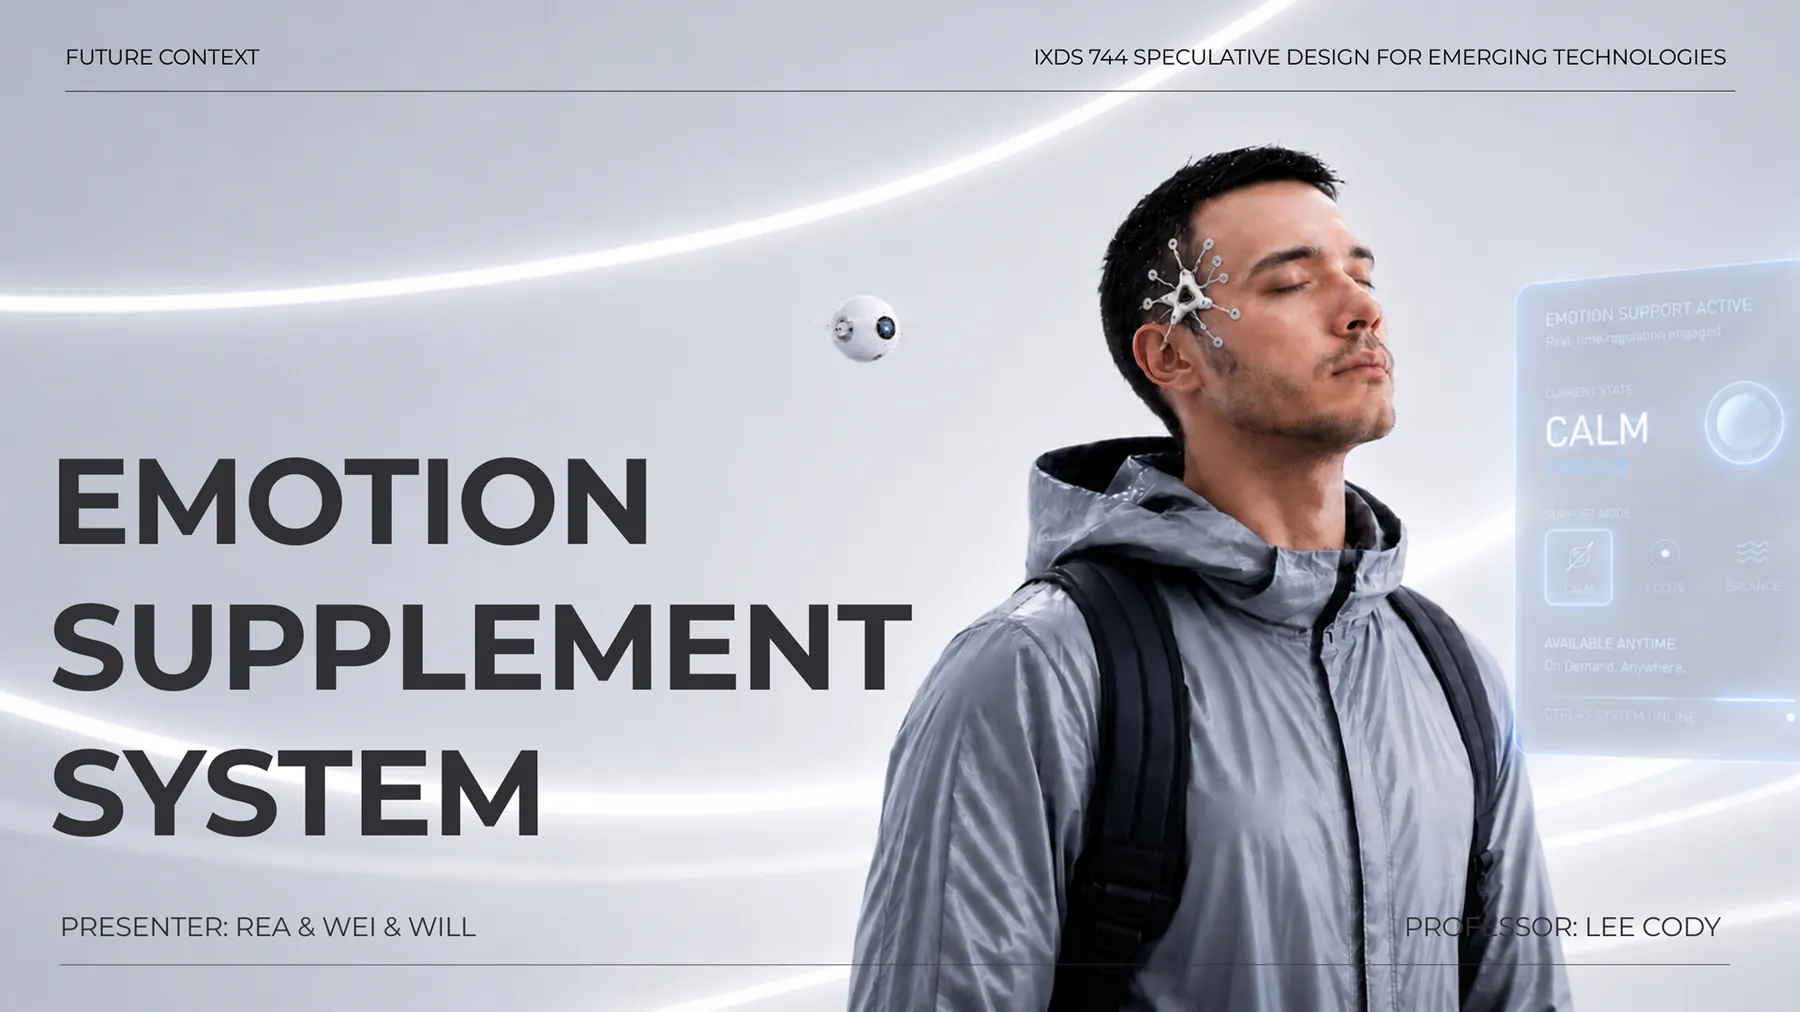 FUTURE CONTEXT
IXDS 744 SPECULATIVE DESIGN FOR EMERGING TECHNOLOGIES
EMOTION SUPPORT ACTIVE
Real-time regulation engaged
CURRENT STATE
CALM
SUPPORT MODE
CALM
FOCUS
BALANCE
AVAILABLE ANYTIME.
On Demand. Anywhere.
CTRL+S SYSTEM ONLINE
EMOTION
SUPPLEMENT
SYSTEM
PRESENTER: REA & WEI & WILL
PROFESSOR: LEE CODY